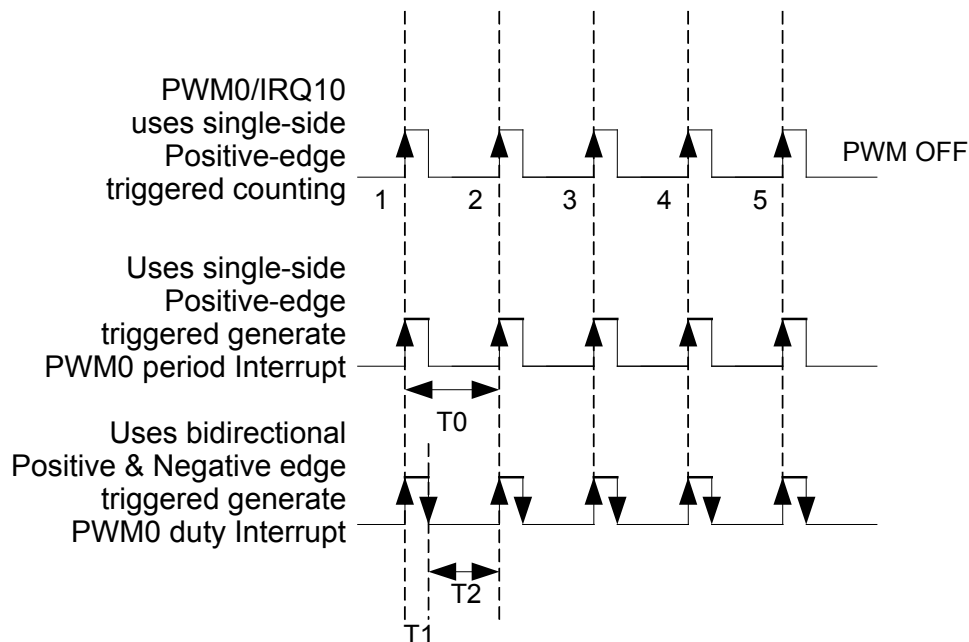 PWM0/IRQ10
uses single-side
Positive-edge
triggered counting
PWM OFF
1 2 3 4 5
Uses single-side
Positive-edge
triggered generate
PWM0 period Interrupt
T0
Uses bidirectional
Positive & Negative edge
triggered generate
PWM0 duty Interrupt
T2
T1